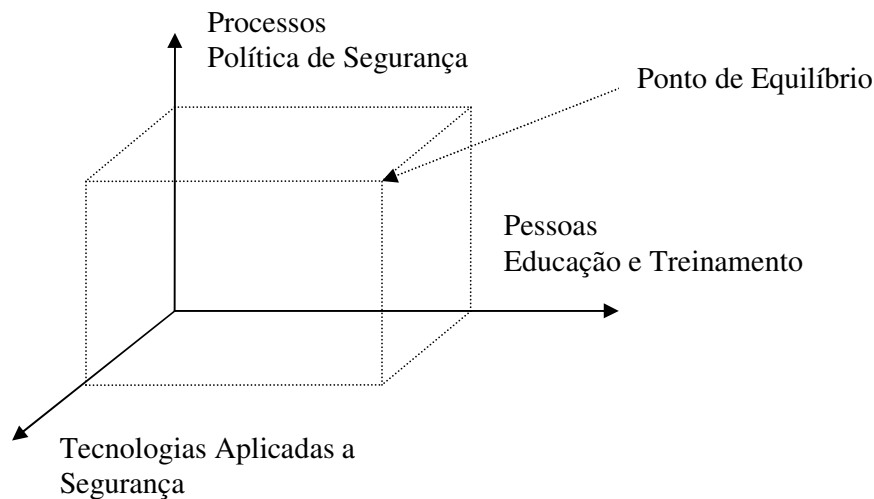 Processos
Política de Segurança
Ponto de Equilíbrio
Pessoas
Educação e Treinamento
Tecnologias Aplicadas a
Segurança